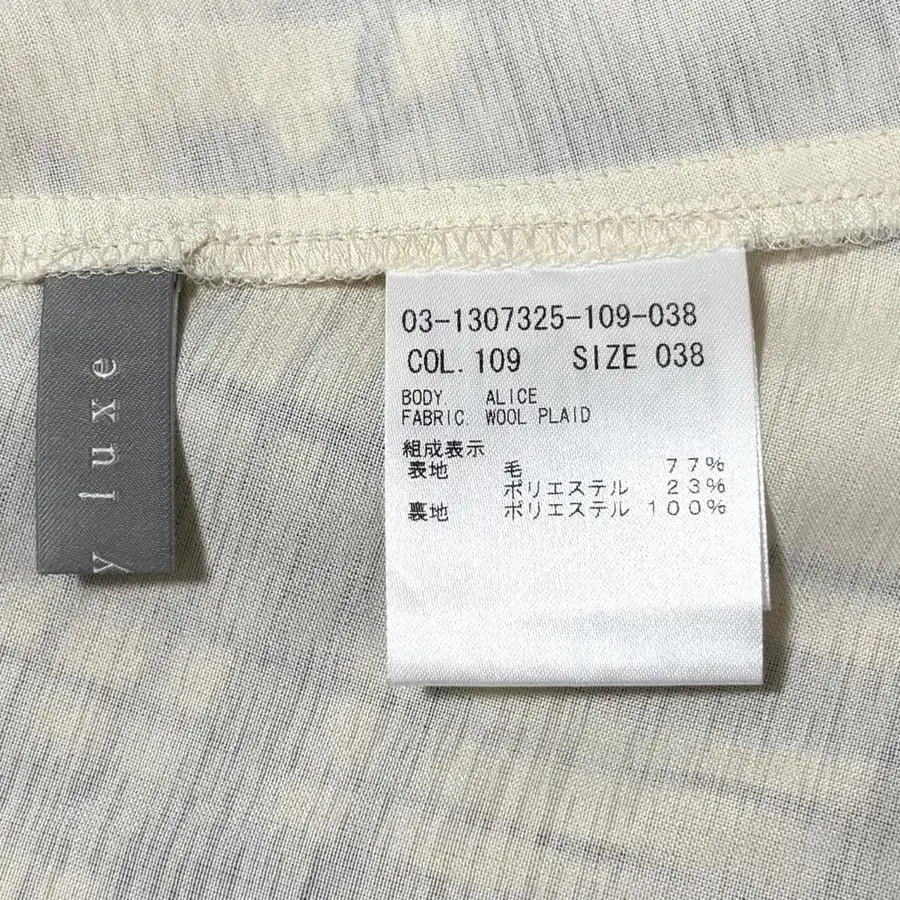 y luxe
03-1307325-109-038
COL. 109 SIZE 038
BODY ALICE
FABRIC. WOOL PLAID
組成表示
表地 毛 77%
ポリエステル 23%
裏地 ポリエステル 100%